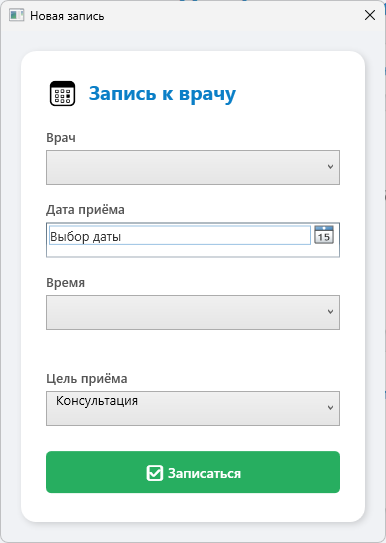 Новая запись
Запись к врачу
Врач
Дата приёма
Выбор даты
15
Время
Цель приёма
Консультация
Записаться